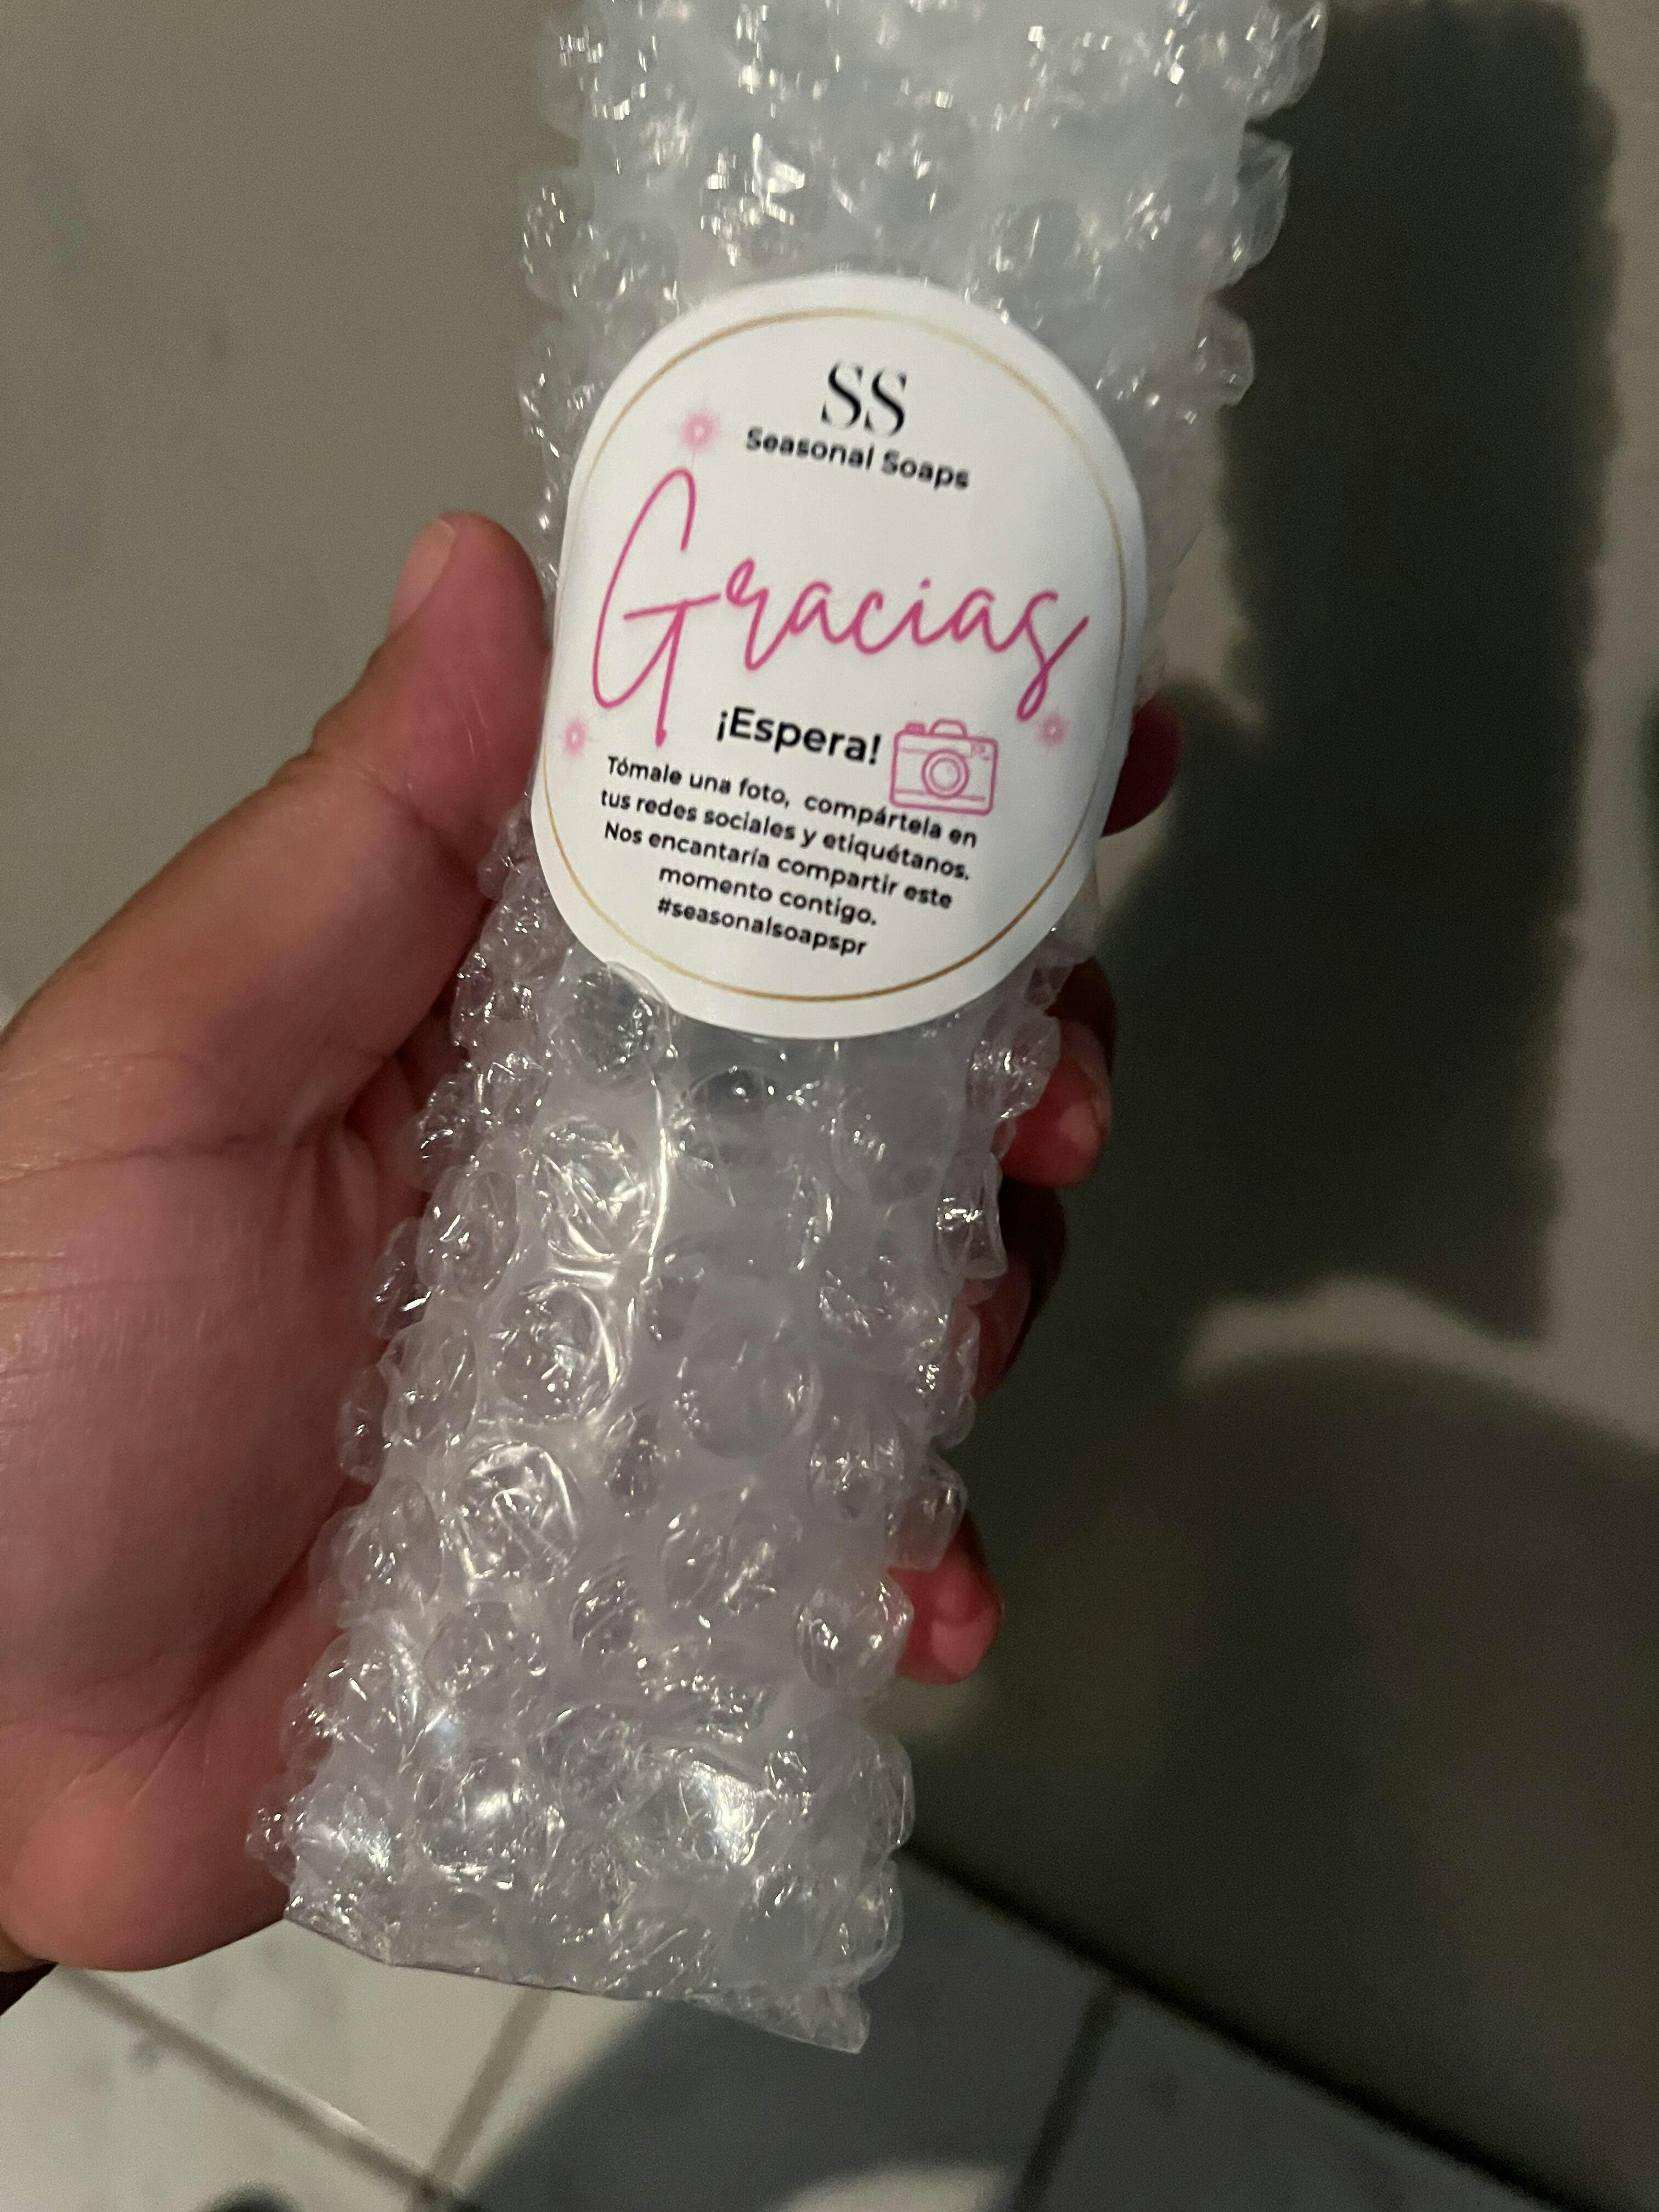 SS
Seasonal Soaps
Gracias
¡Espera!
Tómale una foto, compártela en
tus redes sociales y etiquétanos.
Nos encantaría compartir este
momento contigo.
#seasonalsoapspr